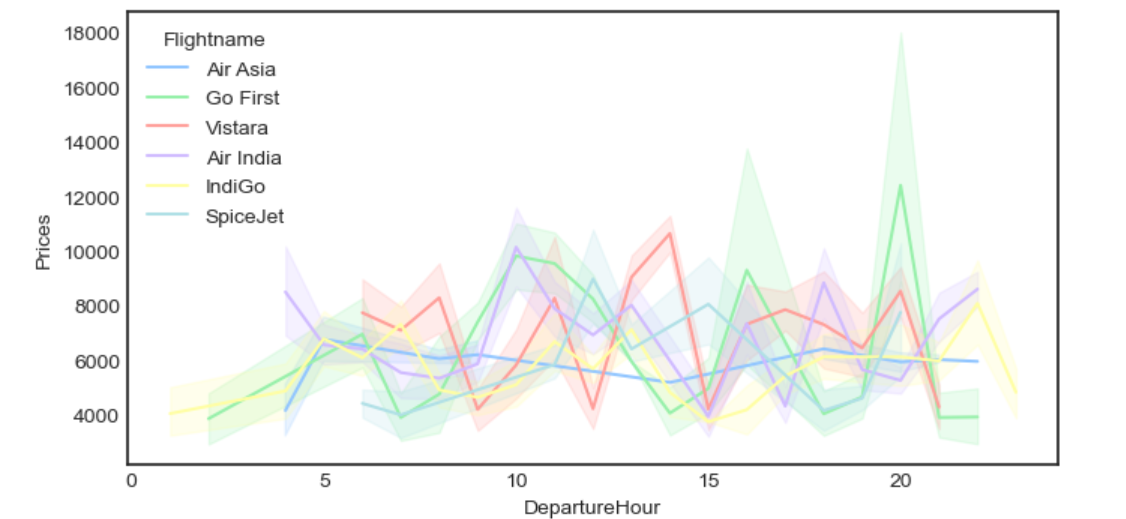 18000
16000
14000
12000
10000
8000
6000
4000
Prices
Flightname
Air Asia
Go First
Vistara
Air India
IndiGo
SpiceJet
0 5 10 15 20
DepartureHour